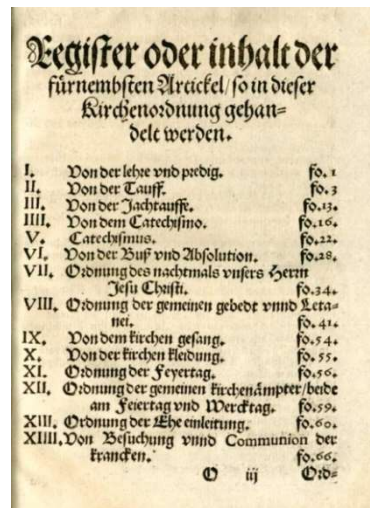 Register oder inhalt der
fürnembsten Artickel/ so in dieser
Kirchenordnung gehan-
delt werden.
I. Von der lehre vnd predig. fo. 1
II. Von der Tauff. fo. 3
III. Von der Jachtauffe. fo. 13.
IIII. Von dem Catechismo. fo. 16.
V. Catechismus. fo. 22.
VI. Von der Buß vnd Absolution. fo. 28.
VII. Ordnung des nachtmals vnsers Herrn
Jesu Christi. fo. 34.
VIII. Ordnung der gemeinen gebedt vnnd Leta-
nei. fo. 41.
IX. Von dem kirchen gesang. fo. 54.
X. Von der kirchen kleidung. fo. 55.
XI. Ordnung der Feyertag. fo. 56.
XII. Ordnung der gemeinen kirchenämpter/ beide
am Feiertag vnd Wercktag. fo. 59.
XIII. Ordnung der Ehe einleitung. fo. 60.
XIIII. Von Besuchung vnnd Communion der
krancken. fo. 66.
O iij Ord-